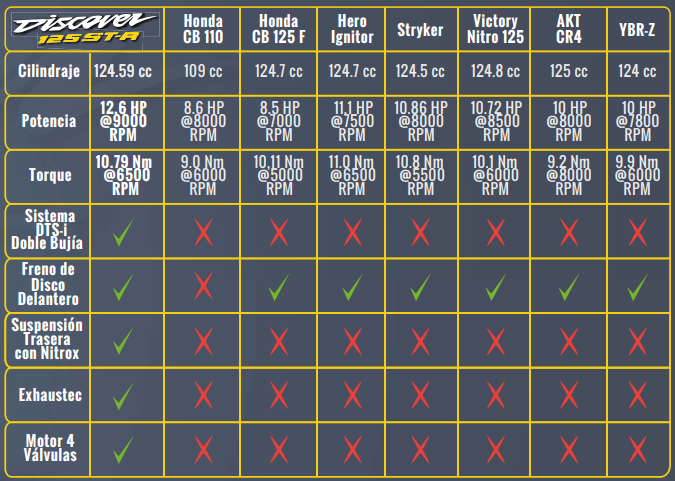 Discover
125 ST-R
Honda
CB 110
Honda
CB 125 F
Hero
Ignitor
Stryker
Victory
Nitro 125
AKT
CR4
YBR-Z
Cilindraje
124.59 cc
109 cc
124.7 cc
124.7 cc
124.5 cc
124.8 cc
125 cc
124 cc
Potencia
12.6 HP
@9000
RPM
8.6 HP
@8000
RPM
8.5 HP
@7000
RPM
11.1 HP
@7500
RPM
10.86 HP
@8000
RPM
10.72 HP
@8500
RPM
10 HP
@8000
RPM
10 HP
@7800
RPM
Torque
10.79 Nm
@6500
RPM
9.0 Nm
@6000
RPM
10.11 Nm
@5000
RPM
11.0 Nm
@6500
RPM
10.8 Nm
@5500
RPM
10.1 Nm
@6000
RPM
9.2 Nm
@8000
RPM
9.9 Nm
@6000
RPM
Sistema
DTS-i
Doble Bujía
Freno de
Disco
Delantero
Suspensión
Trasera
con Nitrox
Exhaustec
Motor 4
Válvulas